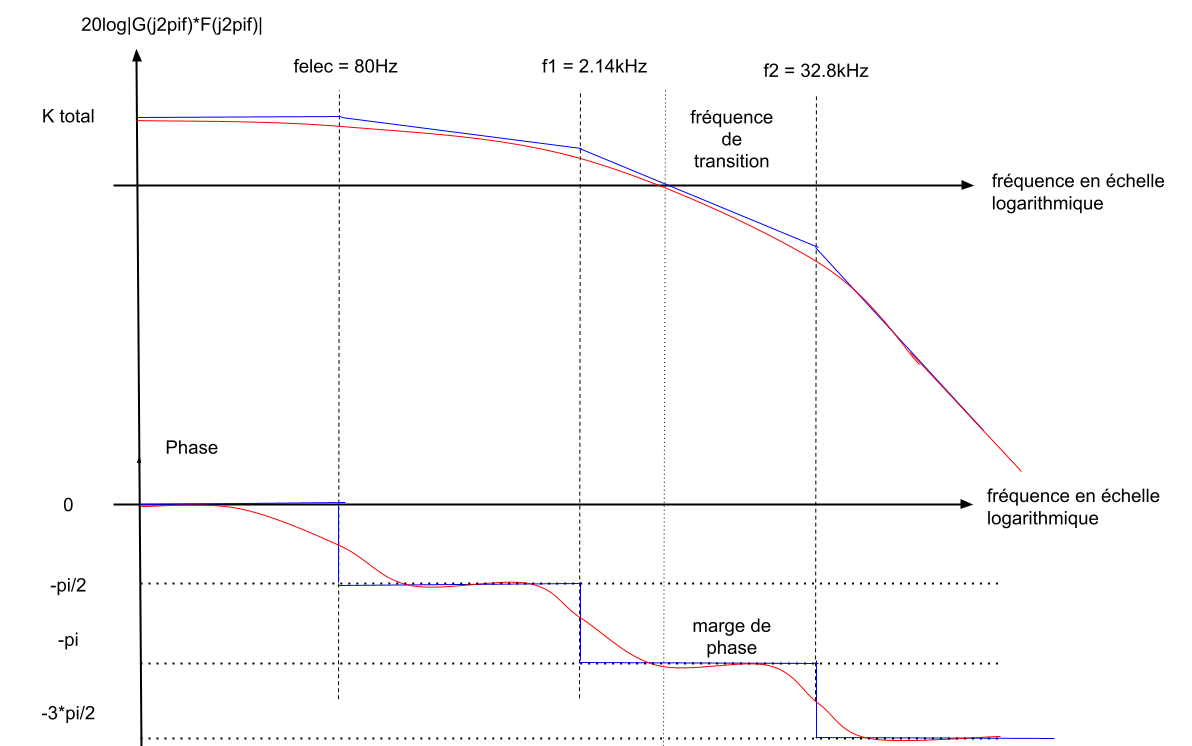 20log|G(j2pif)*F(j2pif)|
felec = 80Hz
f1 = 2.14kHz
f2 = 32.8kHz
K total
fréquence
de
transition
fréquence en échelle
logarithmique
Phase
0
fréquence en échelle
logarithmique
-pi/2
marge de
phase
-pi
-3*pi/2